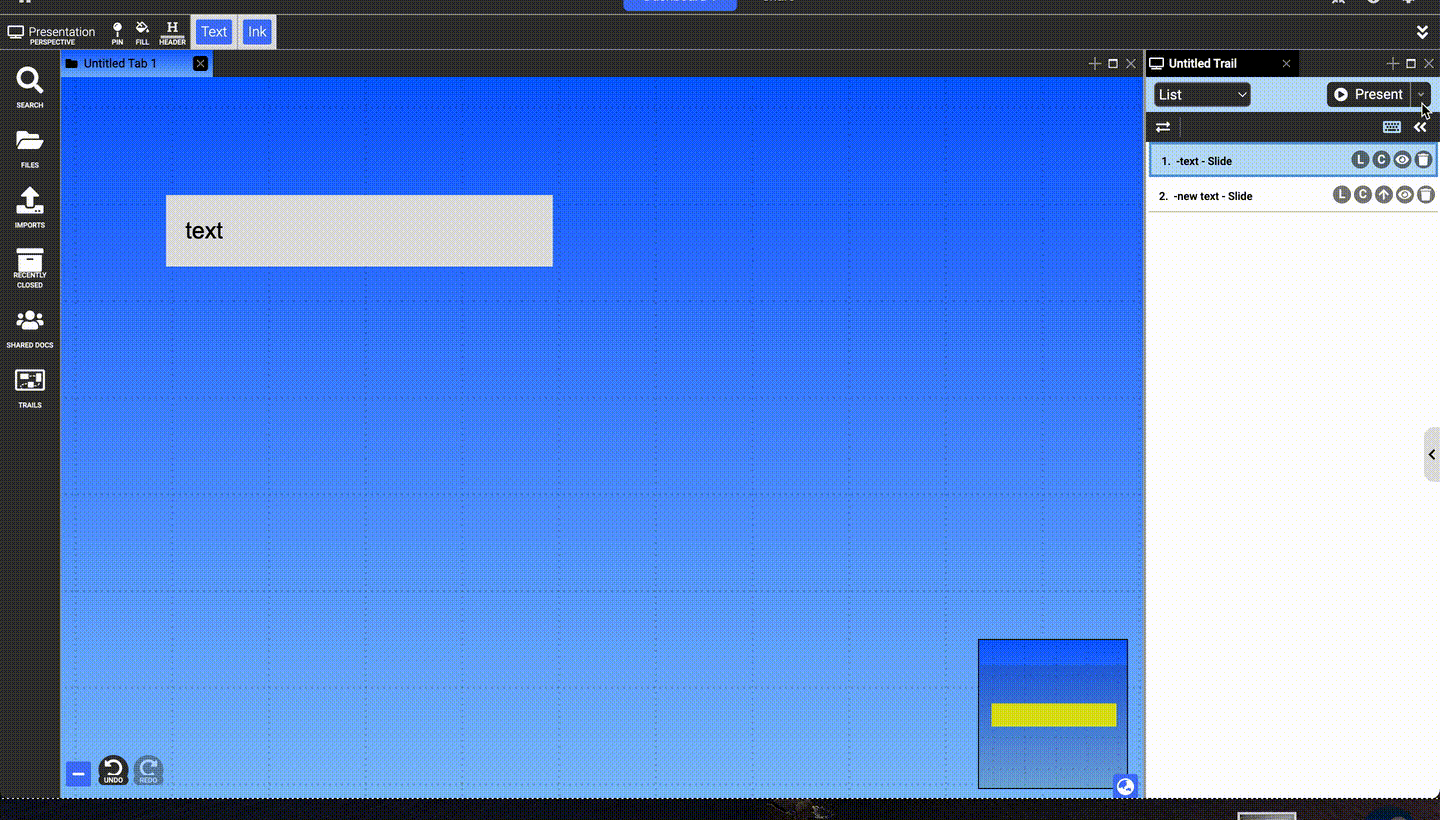 Presentation
PERSPECTIVE
PIN
FILL
H
HEADER
Text
Ink
Untitled Tab 1
Untitled Trail
SEARCH
List
Present
FILES
1. -text - Slide
L
C
2. -new text - Slide
L
C
IMPORTS
text
RECENTLY
CLOSED
SHARED DOCS
TRAILS
UNDO
REDO